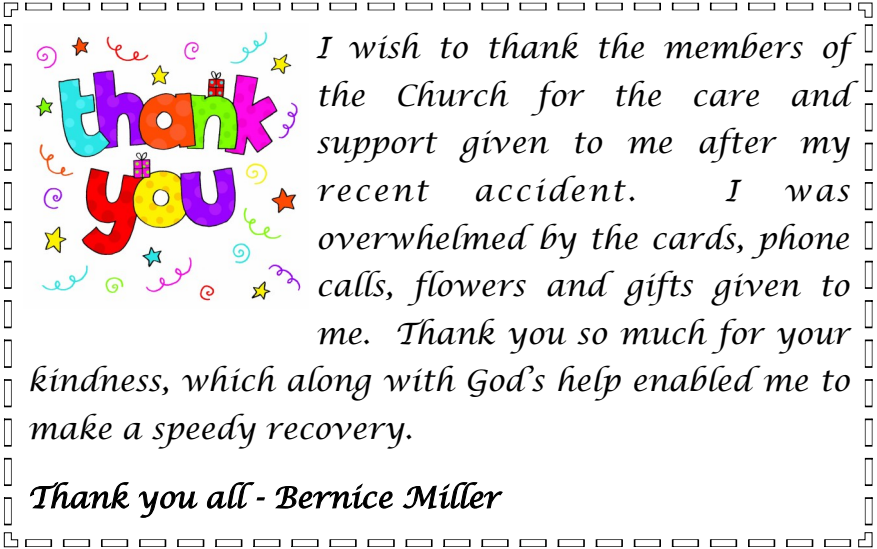 thank
you
I wish to thank the members of
the Church for the care and
support given to me after my
recent accident. I was
overwhelmed by the cards, phone
calls, flowers and gifts given to
me. Thank you so much for your
kindness, which along with God's help enabled me to
make a speedy recovery.
Thank you all - Bernice Miller